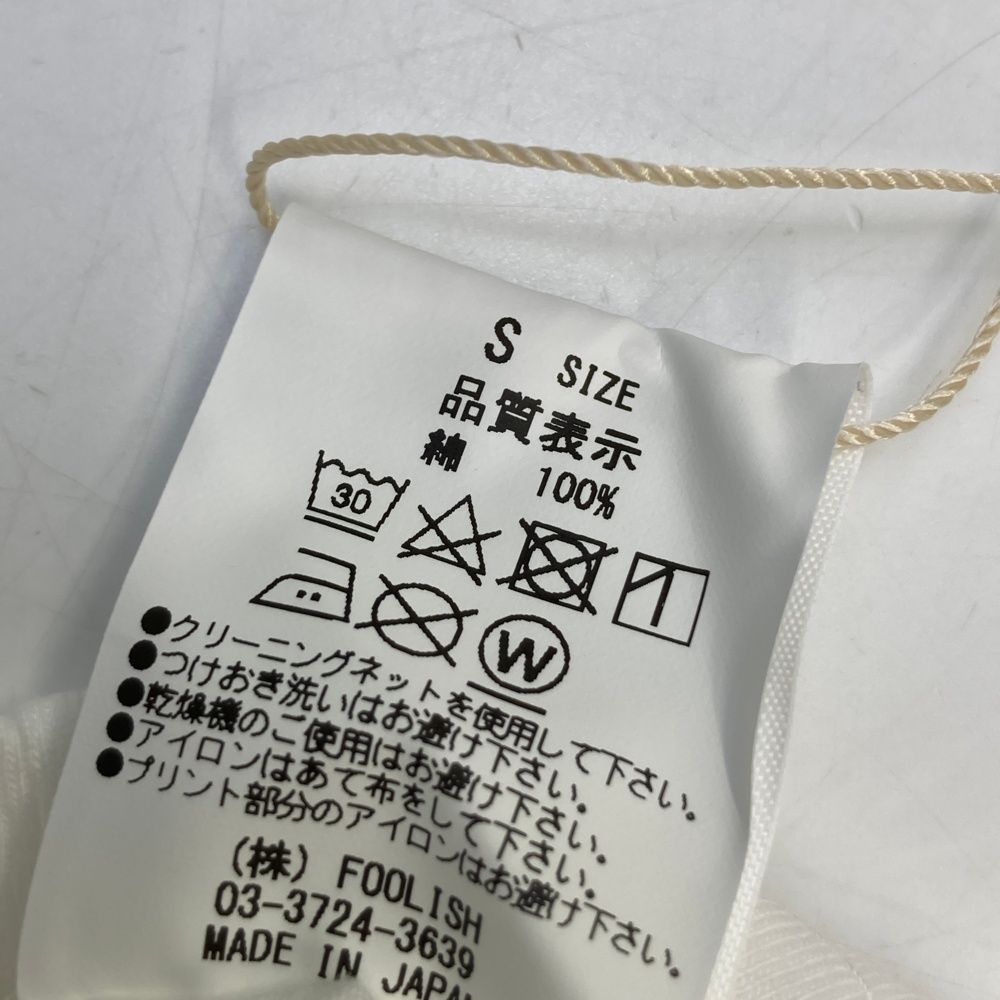 S SIZE
品質表示
綿 100%
30
W
●クリーニングネットを使用して下さい。
●つけおき洗いはお避け下さい。
●乾燥機のご使用はお避け下さい。
●アイロンはあて布をして下さい。
●プリント部分のアイロンはお避け下さい。
(株) FOOLISH
03-3724-3639
MADE IN JAPAN